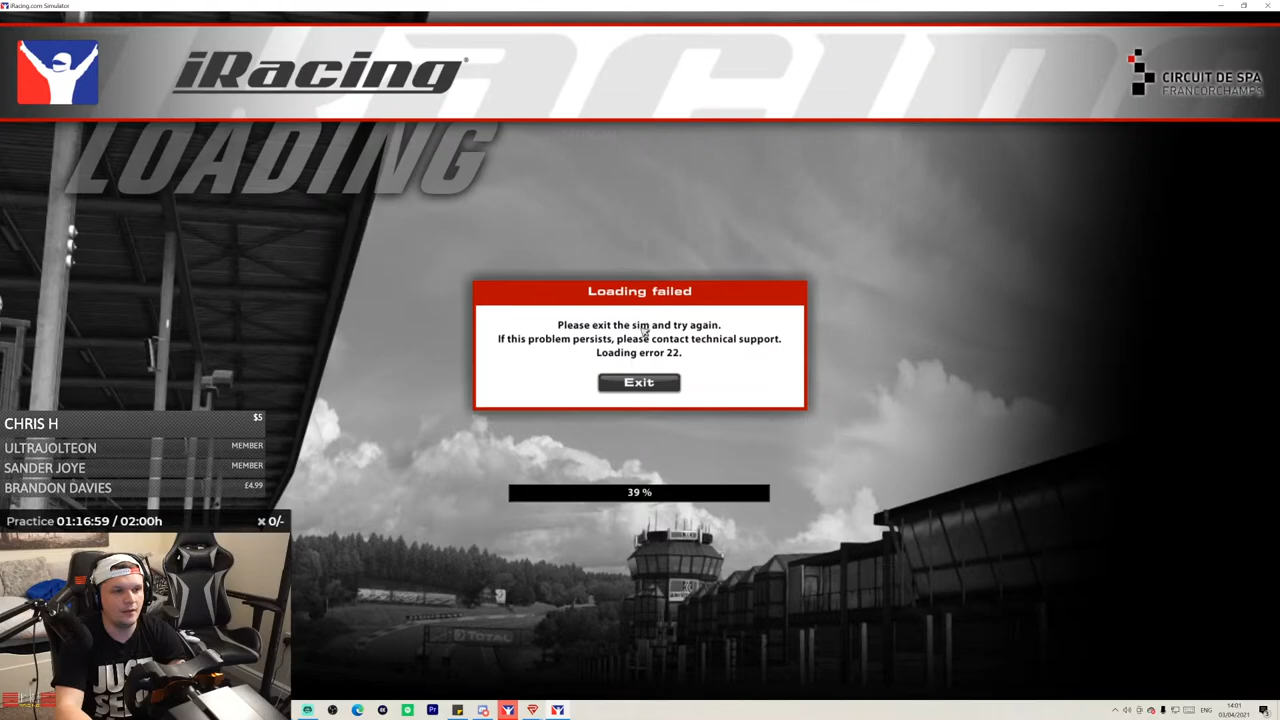 iRacing.com Simulator
iRacing
CIRCUIT DE SPA
FRANCORCHAMPS
LOADING
Loading failed
Please exit the sim and try again.
If this problem persists, please contact technical support.
Loading error 22.
Exit
39 %
CHRIS H $5
ULTRAJOLTEON MEMBER
SANDER JOYE MEMBER
BRANDON DAVIES £4.99
Practice 01:16:59 / 02:00h × 0/-
TOTAL
JUST
Pr
ENG
14:01
03/04/2021